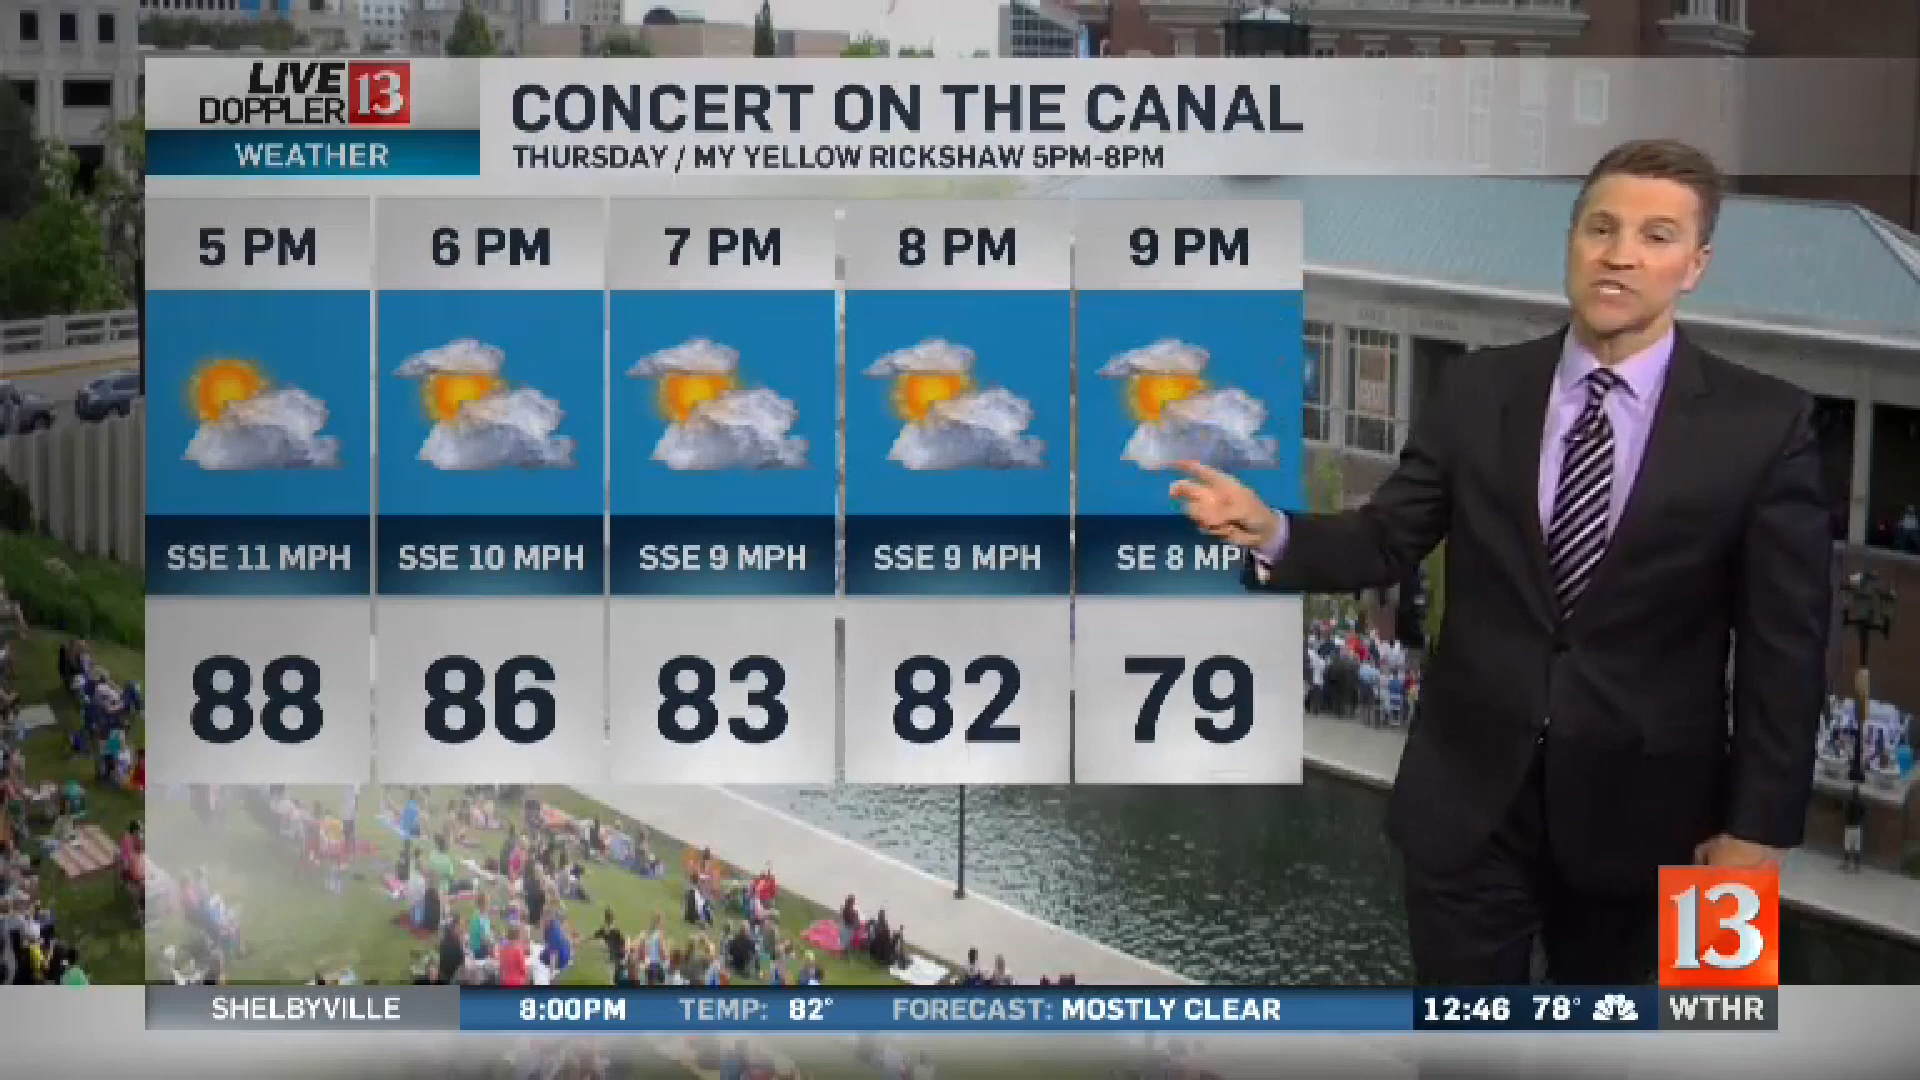 LIVE
DOPPLER 13
WEATHER
CONCERT ON THE CANAL
THURSDAY / MY YELLOW RICKSHAW 5PM-8PM
5 PM 6 PM 7 PM 8 PM 9 PM
SSE 11 MPH SSE 10 MPH SSE 9 MPH SSE 9 MPH SE 8 MP
88 86 83 82 79
13
SHELBYVILLE 8:00PM TEMP: 82° FORECAST: MOSTLY CLEAR 12:46 78° WTHR